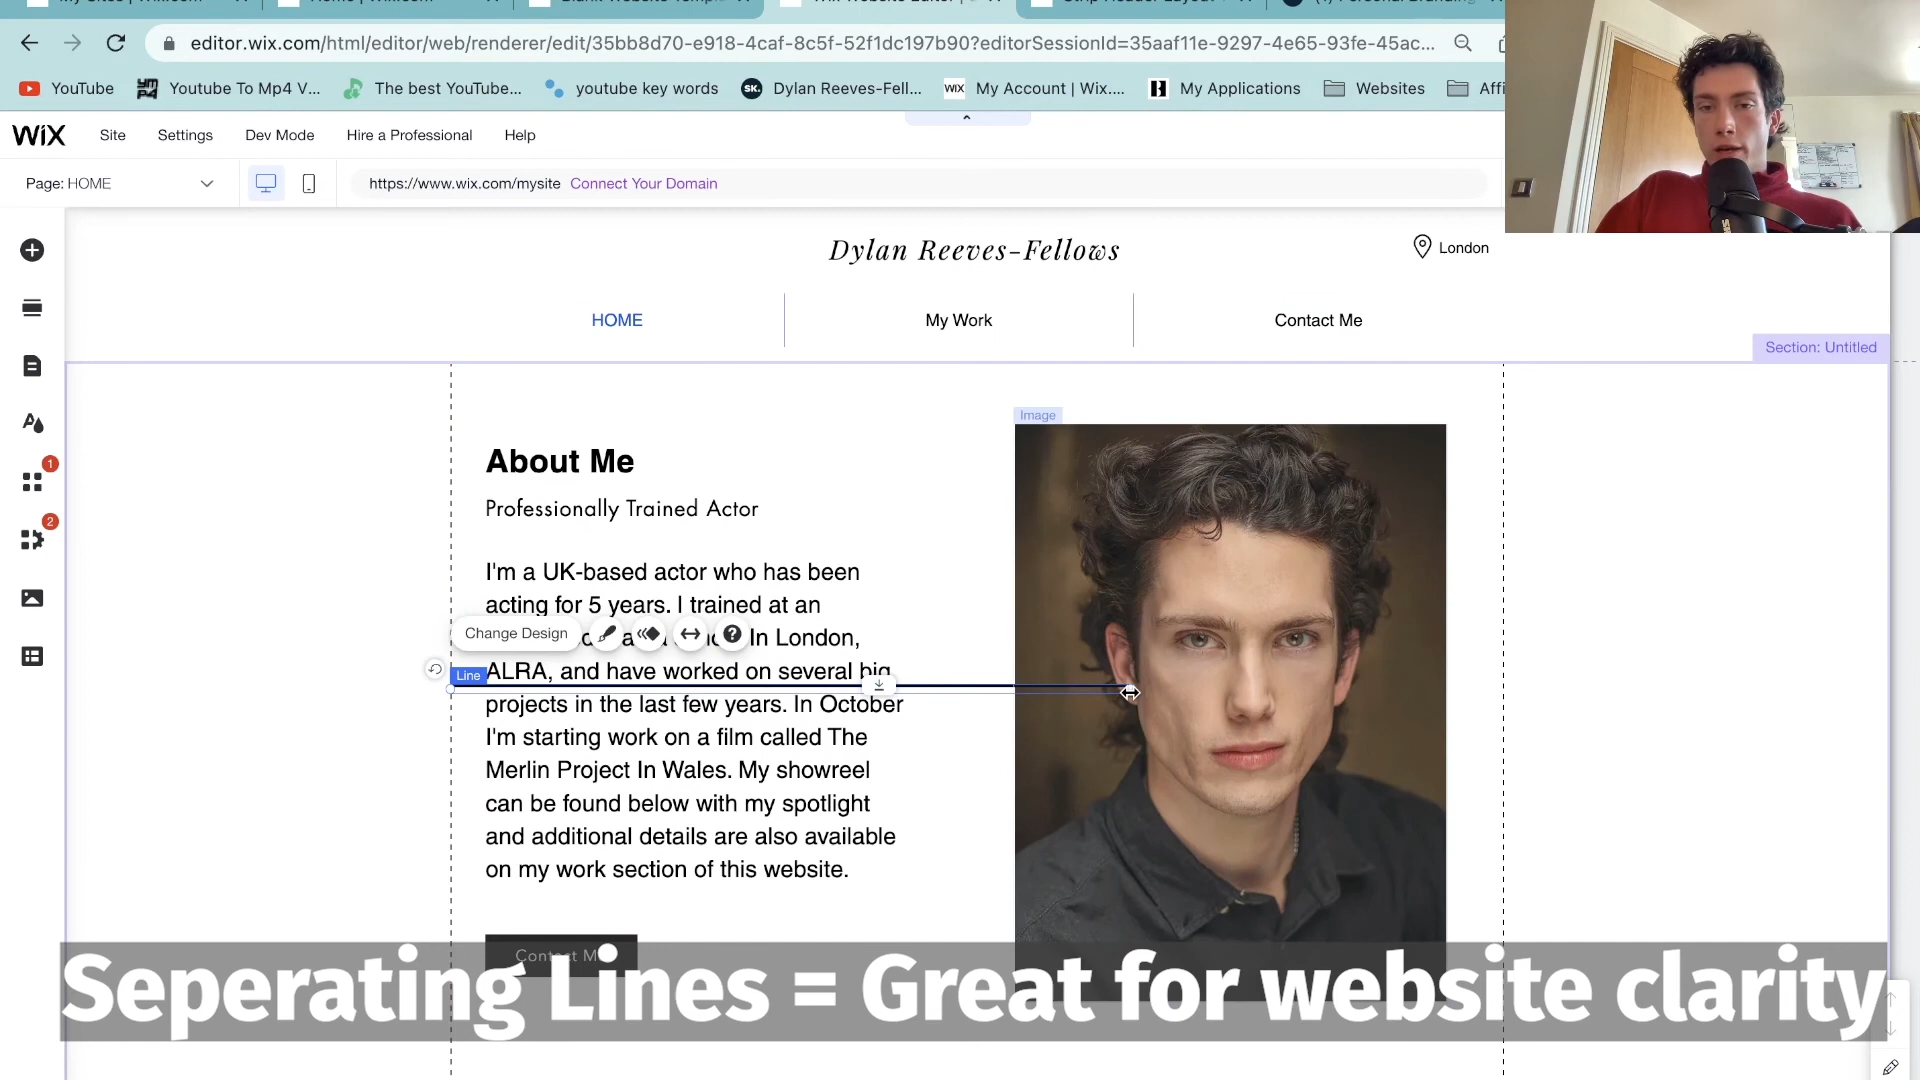 editor.wix.com/html/editor/web/renderer/edit/35bb8d70-e918-4caf-8c5f-52f1dc197b90?editorSessionId=35aaf11e-9297-4e65-93fe-45ac...
YouTube Youtube To Mp4 V... The best YouTube... youtube key words SK. Dylan Reeves-Fell... WIX My Account | Wix.... My Applications Websites Affi
WIX Site Settings Dev Mode Hire a Professional Help
Page: HOME https://www.wix.com/mysite Connect Your Domain
Dylan Reeves-Fellows
London
HOME My Work Contact Me
Section: Untitled
Image
About Me
Professionally Trained Actor
I'm a UK-based actor who has been
acting for 5 years. I trained at an
Change Design ? In London,
1
2
Line
ALRA, and have worked on several big
projects in the last few years. In October
I'm starting work on a film called The
Merlin Project In Wales. My showreel
can be found below with my spotlight
and additional details are also available
on my work section of this website.
Contact M
Seperating Lines = Great for website clarity